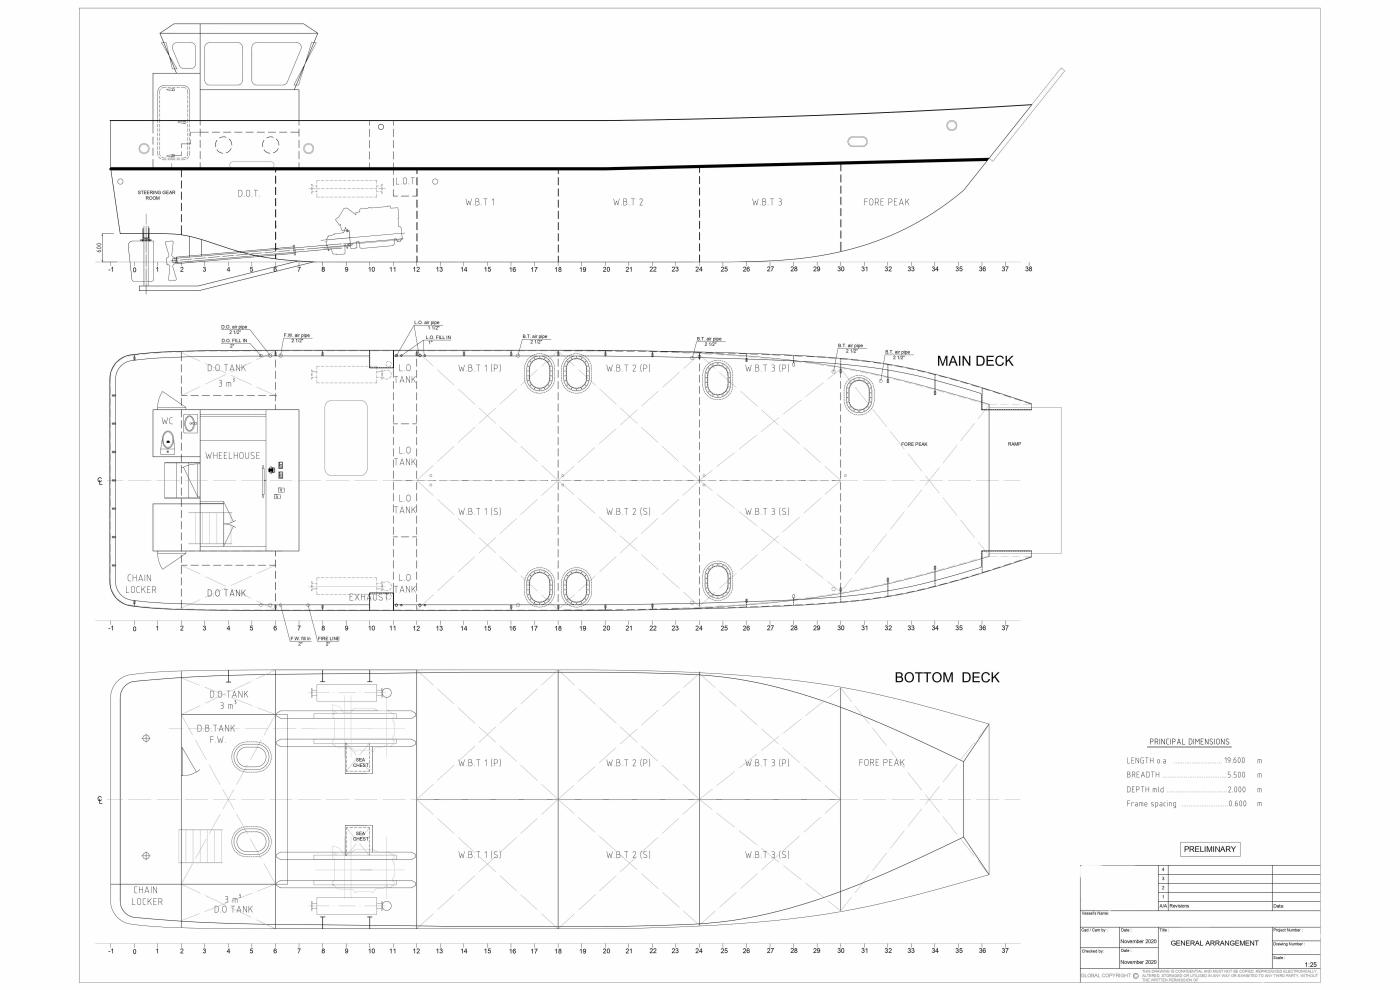 STEERING GEAR
ROOM
D.O.T.
L.O.T
W.B.T 1
W.B.T 2
W.B.T 3
FORE PEAK
600
-1 0 1 2 3 4 5 6 7 8 9 10 11 12 13 14 15 16 17 18 19 20 21 22 23 24 25 26 27 28 29 30 31 32 33 34 35 36 37 38
D.O. air pipe
2 1/2"
D.O. FILL IN
2"
F.W. air pipe
2 1/2"
L.O. air pipe
1 1/2"
L.O. FILL IN
1"
B.T. air pipe
2 1/2"
B.T. air pipe
2 1/2"
B.T. air pipe
2 1/2"
B.T. air pipe
2 1/2"
MAIN DECK
D.O TANK
3 m³
L.O
TANK
W.B.T 1 (P)
W.B.T 2 (P)
W.B.T 3 (P)
WC
WHEELHOUSE
L.O
TANK
FORE PEAK
RAMP
L.O
TANK
W.B.T 1 (S)
W.B.T 2 (S)
W.B.T 3 (S)
CHAIN
LOCKER
D.O TANK
EXHAUST
L.O
TANK
-1 0 1 2 3 4 5 6 7 8 9 10 11 12 13 14 15 16 17 18 19 20 21 22 23 24 25 26 27 28 29 30 31 32 33 34 35 36 37
F.W. fill in
2"
FIRE LINE
2"
BOTTOM DECK
D.O TANK
3 m³
D.B.TANK
F.W.
SEA
CHEST
W.B.T 1 (P)
W.B.T 2 (P)
W.B.T 3 (P)
FORE PEAK
SEA
CHEST
W.B.T 1 (S)
W.B.T 2 (S)
W.B.T 3 (S)
CHAIN
LOCKER
3 m³
D.O TANK
-1 0 1 2 3 4 5 6 7 8 9 10 11 12 13 14 15 16 17 18 19 20 21 22 23 24 25 26 27 28 29 30 31 32 33 34 35 36 37
PRINCIPAL DIMENSIONS
LENGTH o.a ........................ 19.600 m
BREADTH ........................ 5.500 m
DEPTH mld ........................ 2.000 m
Frame spacing ........................ 0.600 m
PRELIMINARY
4
3
2
1
A/A Revisions Date:
Vessel's Name:
Cad / Cam by : Date : Title : Project Number :
November 2020
GENERAL ARRANGEMENT
Drawing Number :
Checked by: Date :
November 2020
Scale :
1:25
GLOBAL COPYRIGHT ©
THIS DRAWING IS CONFIDENTIAL AND MUST NOT BE COPIED, REPRODUCED ELECTRONICALLY,
ALTERED, STORAGED OR UTILISED IN ANY WAY OR EXHIBITED TO ANY THIRD PARTY, WITHOUT
THE WRITTEN PERMISSION OF